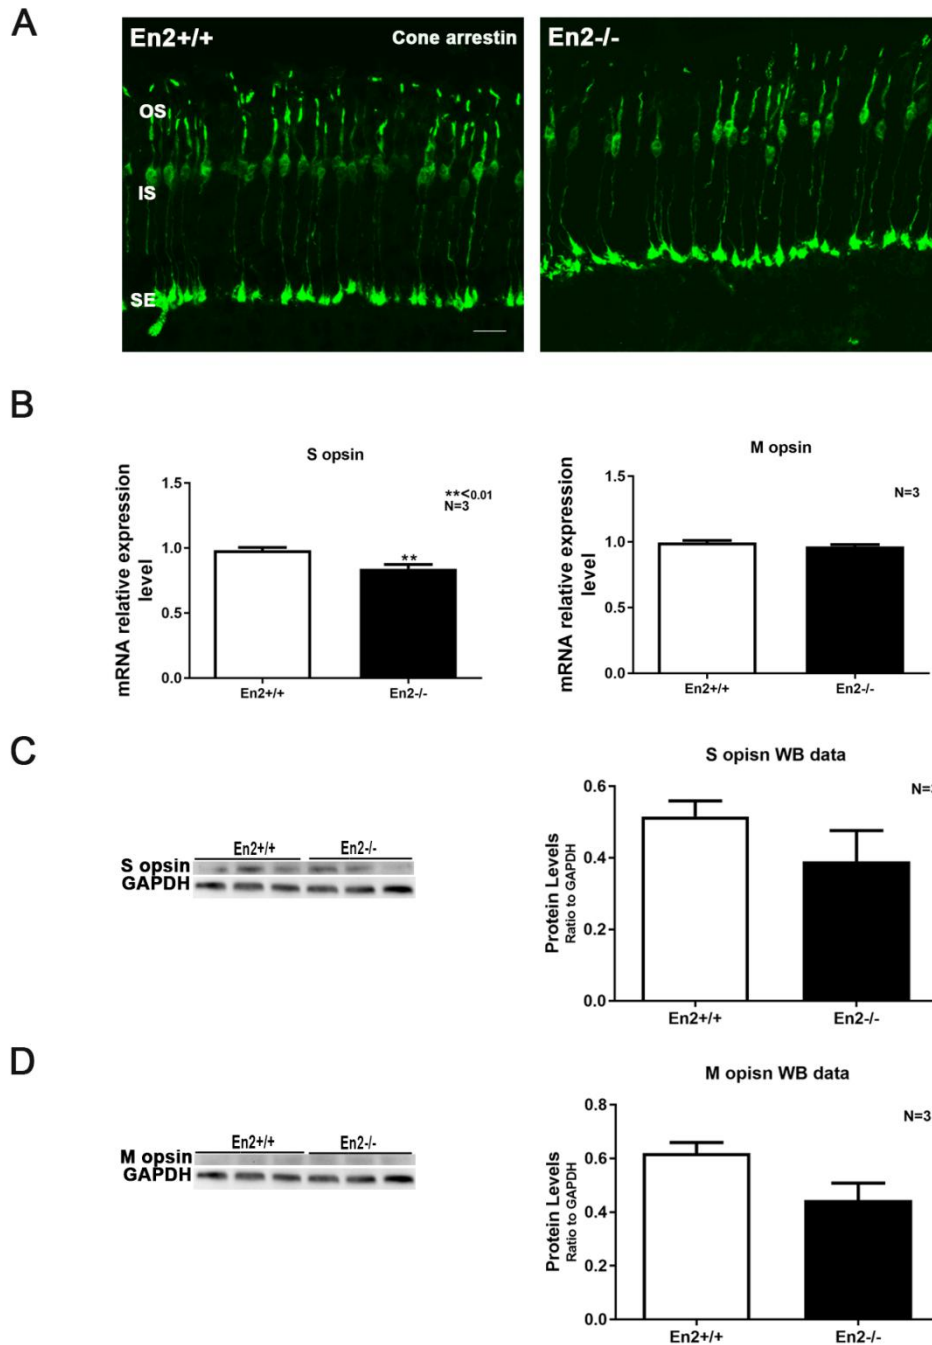 A
En2+/+
Cone arrestin
OS
IS
SE
En2-/-
B
S opsin
mRNA relative expression
level
1.5
1.0
0.5
0.0
**<0.01
N=3
**
En2+/+
En2-/-
M opsin
mRNA relative expression
level
1.5
1.0
0.5
0.0
N=3
En2+/+
En2-/-
C
En2+/+
En2-/-
S opsin
GAPDH
S opisn WB data
Protein Levels
Ratio to GAPDH
0.6
0.4
0.2
0.0
En2+/+
En2-/-
D
En2+/+
En2-/-
M opsin
GAPDH
M opisn WB data
Protein Levels
Ratio to GAPDH
0.8
0.6
0.4
0.2
0.0
N=3
En2+/+
En2-/-